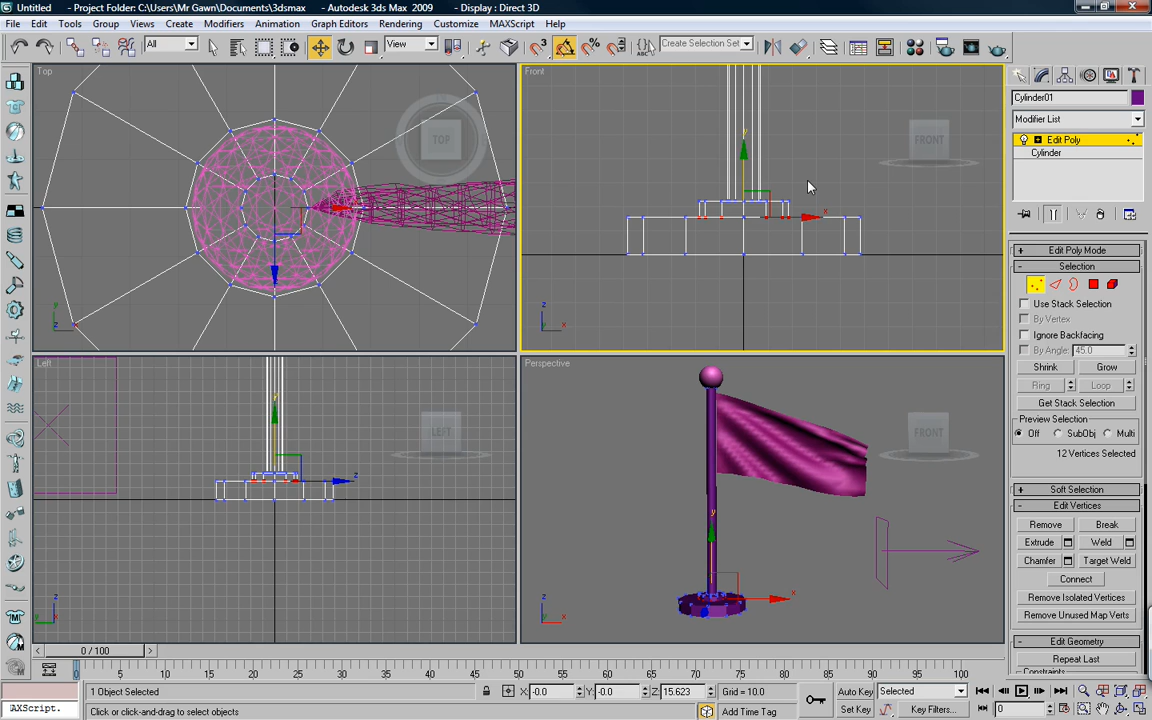 Untitled - Project Folder: C:\Users\Mr Gawn\Documents\3dsmax - Autodesk 3ds Max 2009 - Display : Direct 3D
File Edit Tools Group Views Create Modifiers Animation Graph Editors Rendering Customize MAXScript Help
All View Create Selection Set
Top
TOP
Front
FRONT
Left
LEFT
Perspective
FRONT
Cylinder01
Modifier List
Edit Poly
Cylinder
+ Edit Poly Mode
- Selection
Use Stack Selection
By Vertex
Ignore Backfacing
By Angle: 45.0
Shrink Grow
Ring Loop
Get Stack Selection
Preview Selection
Off SubObj Multi
12 Vertices Selected
+ Soft Selection
- Edit Vertices
Remove Break
Extrude Weld
Chamfer Target Weld
Connect
Remove Isolated Vertices
Remove Unused Map Verts
- Edit Geometry
Repeat Last
Constraints
0 / 100
0 5 10 15 20 25 30 35 40 45 50 55 60 65 70 75 80 85 90 95 100
1 Object Selected X: -0.0 Y: -0.0 Z: 15.623 Grid = 10.0 Auto Key Selected
AXScript. Click or click-and-drag to select objects Add Time Tag Set Key Key Filters... 0